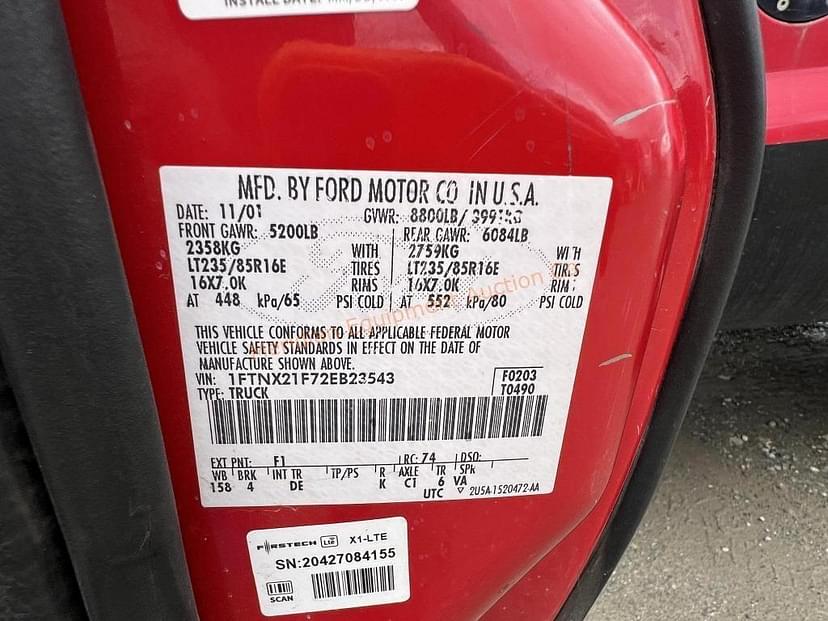 INSTALL DATE:
MFD. BY FORD MOTOR CO IN U.S.A.
DATE: 11/01 GVWR: 8800LB/
FRONT GAWR: 5200LB REAR GAWR: 6084LB
2358KG WITH 2759KG WITH
LT235/85R16E TIRES LT235/85R16E TIRES
16X7.0K RIMS 16X7.0K RIMS
AT 448 kPa/65 PSI COLD AT 552 kPa/80 PSI COLD
THIS VEHICLE CONFORMS TO ALL APPLICABLE FEDERAL MOTOR
VEHICLE SAFETY STANDARDS IN EFFECT ON THE DATE OF
MANUFACTURE SHOWN ABOVE.
VIN: 1FTNX21F72EB23543 F0203
TYPE: TRUCK T0490
EXT PNT: F1 RC: 74 DSO:
WB BRK INT TR TP/PS R AXLE TR SPR
158 4 DE K C1 6 VA
UTC ▽ 2U5A-1520472-AA
Equipment Auction
FIRSTECH LTE X1-LTE
SN:20427084155
SCAN